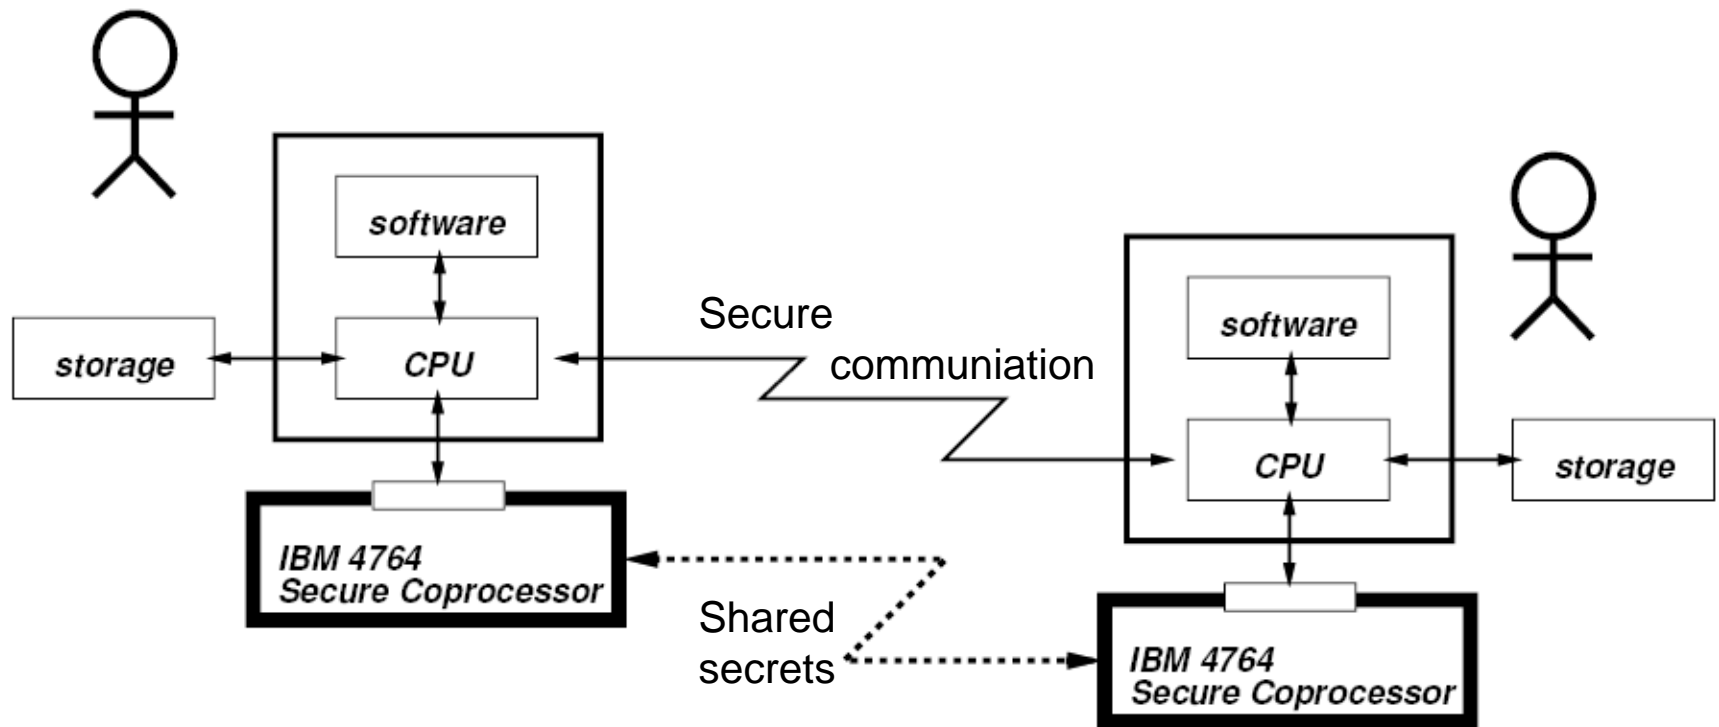 software
Secure
software
storage
CPU
communiation
CPU
storage
IBM 4764
Secure Coprocessor
Shared
secrets
IBM 4764
Secure Coprocessor